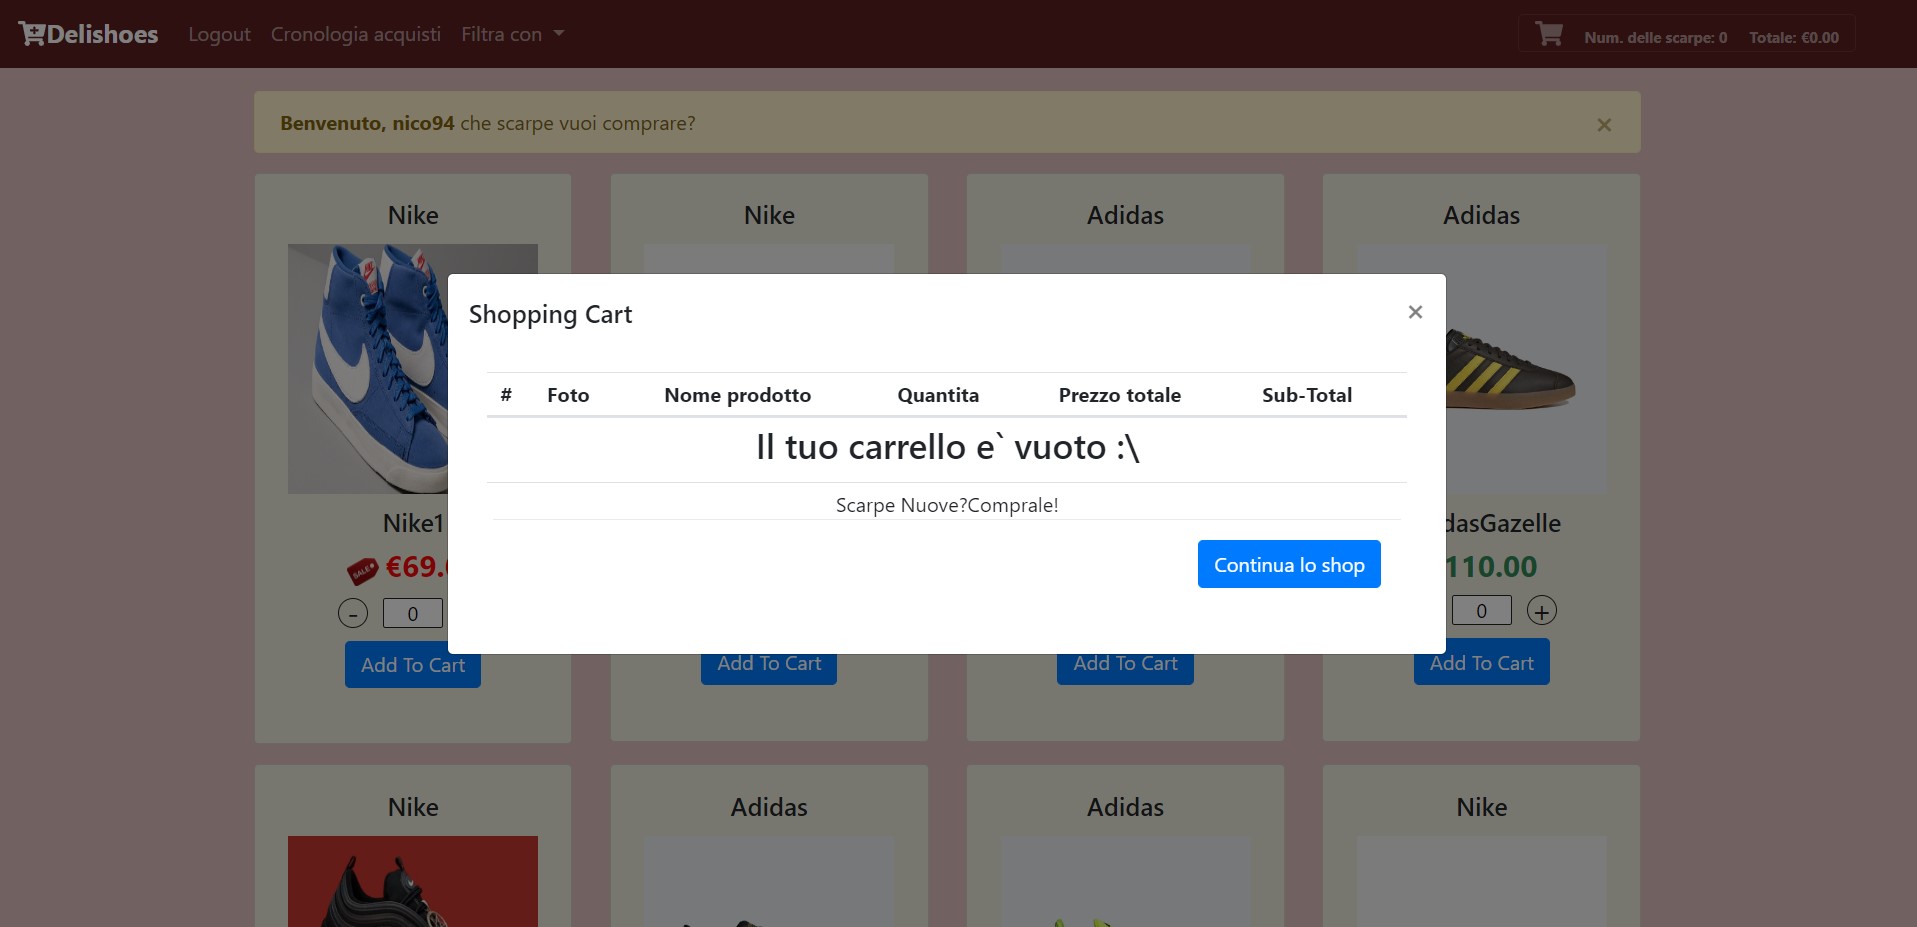 Delishoes Logout Cronologia acquisti Filtra con Num. delle scarpe: 0 Totale: €0.00
Benvenuto, nico94 che scarpe vuoi comprare? ×
Nike Nike Adidas Adidas
Shopping Cart ×
# Foto Nome prodotto Quantita Prezzo totale Sub-Total
Il tuo carrello e` vuoto :\
Scarpe Nuove?Comprale!
Continua lo shop
Nike1 dasGazelle
SALE €69. 110.00
- 0 0 +
Add To Cart Add To Cart Add To Cart Add To Cart
Nike Adidas Adidas Nike